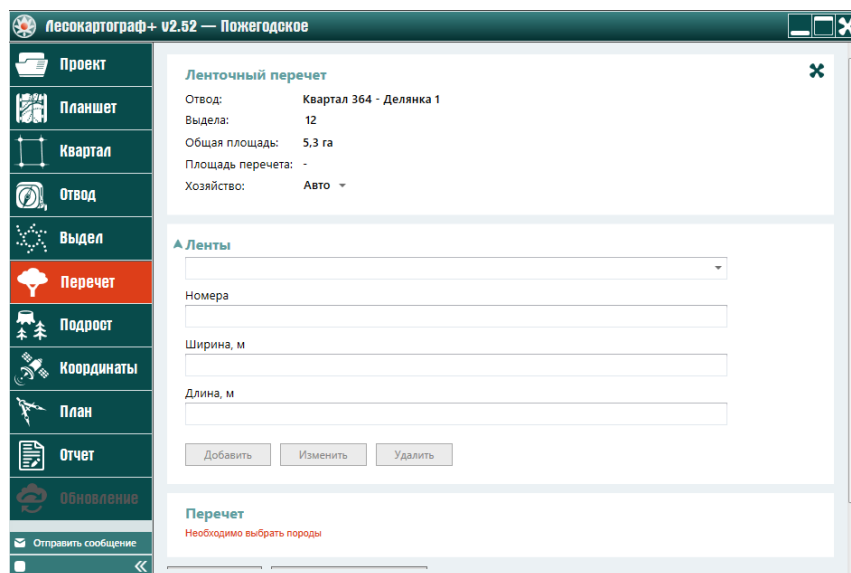 Лесокартограф+ v2.52 — Пожегодское
Проект
Планшет
Квартал
Отвод
Выдел
Перечет
Подрост
Координаты
План
Отчет
Обновление
Отправить сообщение
Ленточный перечет
Отвод: Квартал 364 - Делянка 1
Выдела: 12
Общая площадь: 5,3 га
Площадь перечета: -
Хозяйство: Авто
Ленты
Номера
Ширина, м
Длина, м
Добавить Изменить Удалить
Перечет
Необходимо выбрать породы